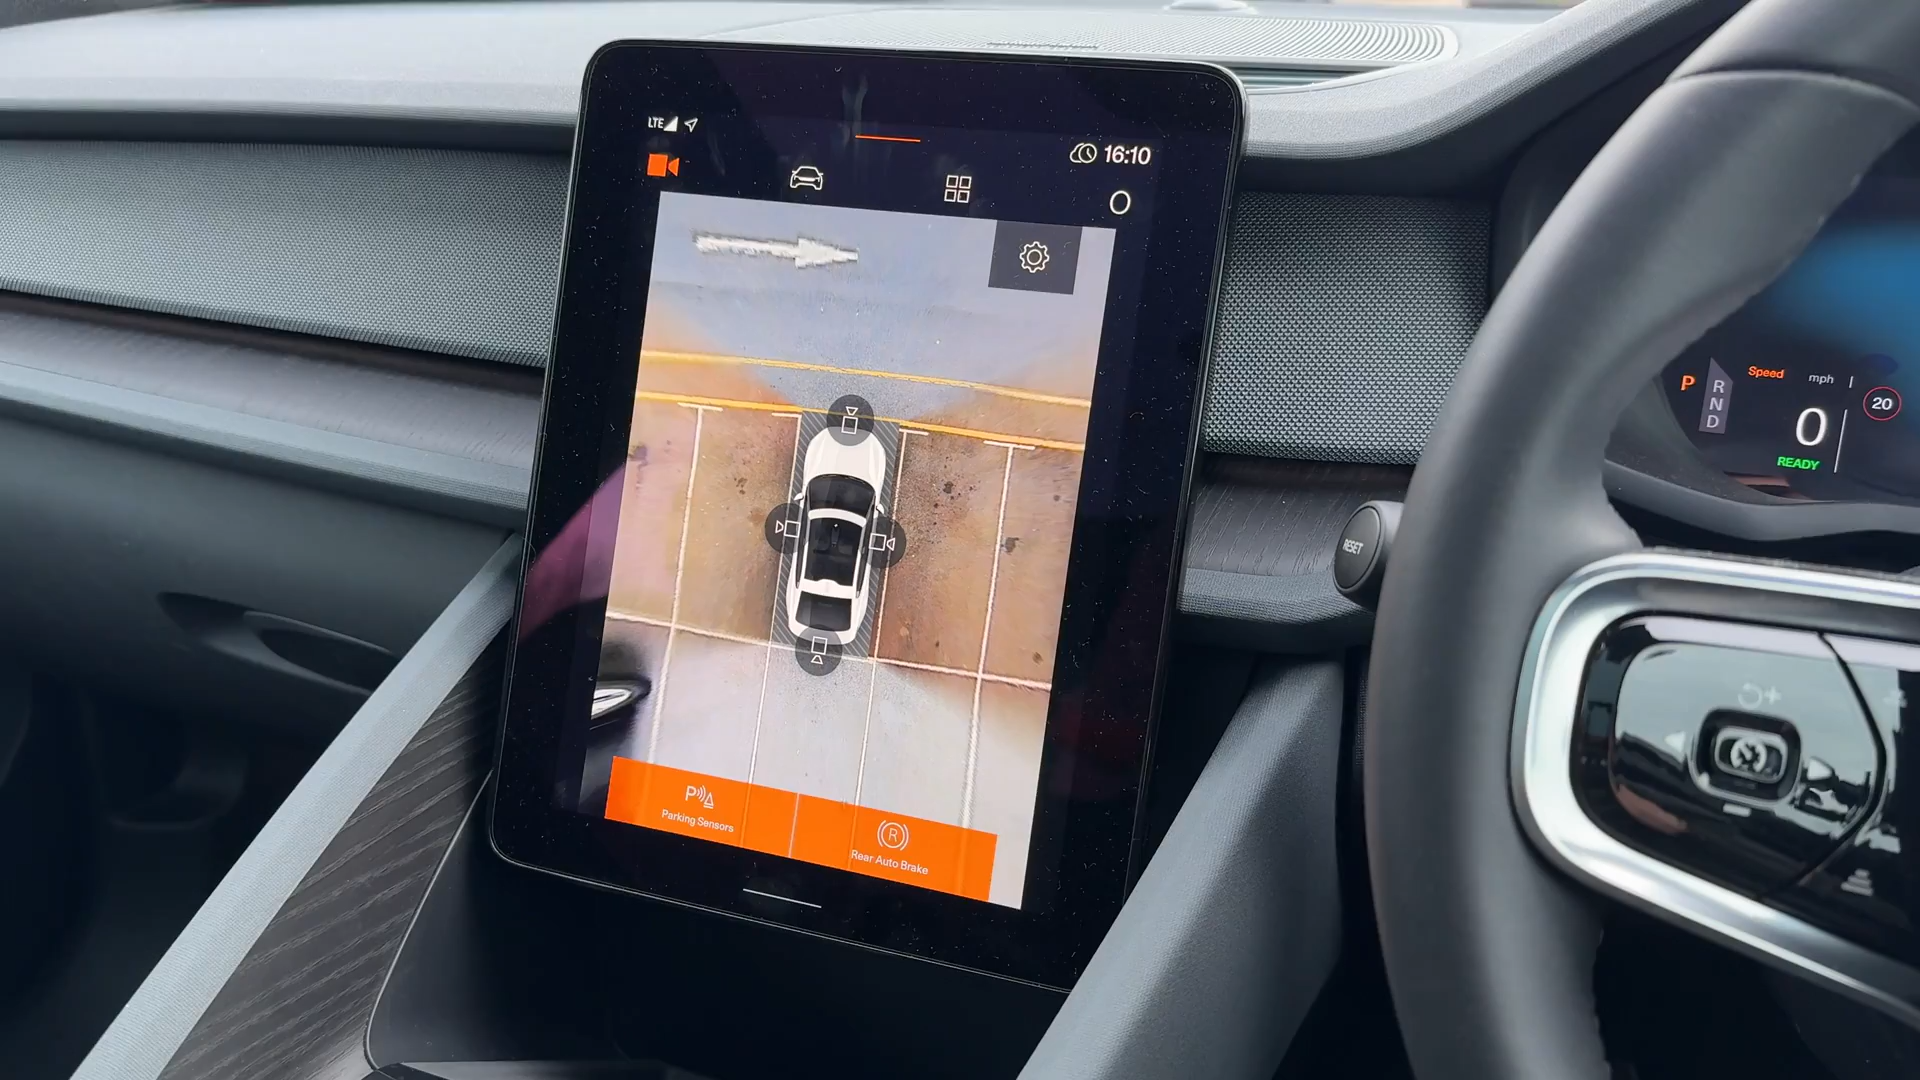 LTE
16:10
Parking Sensors
R
Rear Auto Brake
P
R
N
D
Speed mph
0
20
READY
RESET